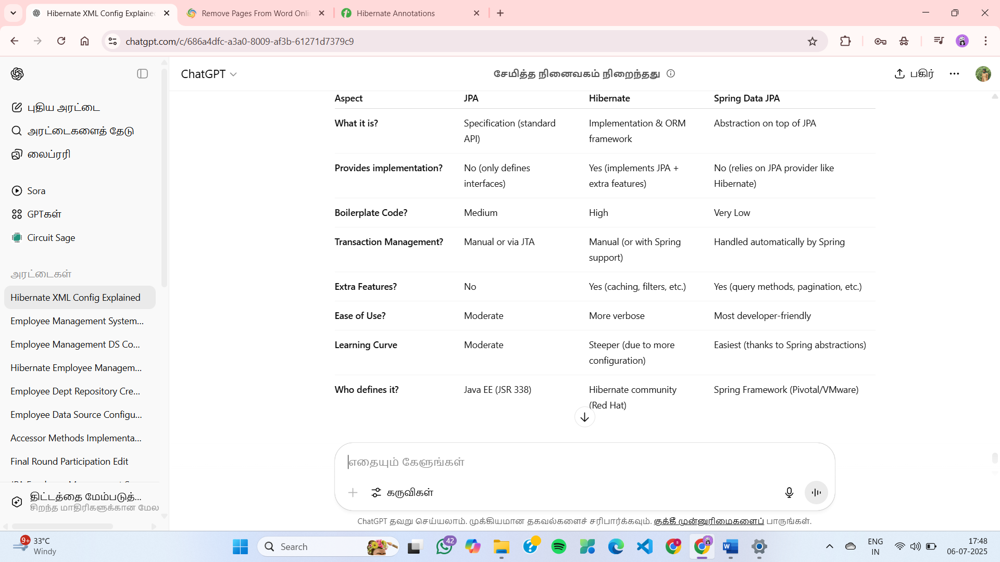 Hibernate XML Config Explaine
Remove Pages From Word Onli
Hibernate Annotations
chatgpt.com/c/686a4dfc-a3a0-8009-af3b-61271d7379c9
ChatGPT
சேமித்த நினைவகம் நிறைந்தது
பகிர்
புதிய அரட்டை
அரட்டைகளைத் தேடு
லைப்ரரி
Sora
GPTகள்
Circuit Sage
அரட்டைகள்
Hibernate XML Config Explained
Employee Management System...
Employee Management DS Co...
Hibernate Employee Managem...
Employee Dept Repository Cre...
Employee Data Source Configu...
Accessor Methods Implementa...
Final Round Participation Edit
திட்டத்தை மேம்படுத்...
சிறந்த மாதிரிகளுக்கான மேல
Aspect JPA Hibernate Spring Data JPA
What it is? Specification (standard Implementation & ORM Abstraction on top of JPA
API) framework
Provides implementation? No (only defines Yes (implements JPA + No (relies on JPA provider like
interfaces) extra features) Hibernate)
Boilerplate Code? Medium High Very Low
Transaction Management? Manual or via JTA Manual (or with Spring Handled automatically by Spring
support)
Extra Features? No Yes (caching, filters, etc.) Yes (query methods, pagination, etc.)
Ease of Use? Moderate More verbose Most developer-friendly
Learning Curve Moderate Steeper (due to more Easiest (thanks to Spring abstractions)
configuration)
Who defines it? Java EE (JSR 338) Hibernate community Spring Framework (Pivotal/VMware)
(Red Hat)
எதையும் கேளுங்கள்
கருவிகள்
ChatGPT தவறு செய்யலாம். முக்கியமான தகவல்களைச் சரிபார்க்கவும். குக்கீ முன்னுரிமைகளைப் பாருங்கள்.
9+
33°C
Windy
Search
42
ENG
IN
17:48
06-07-2025